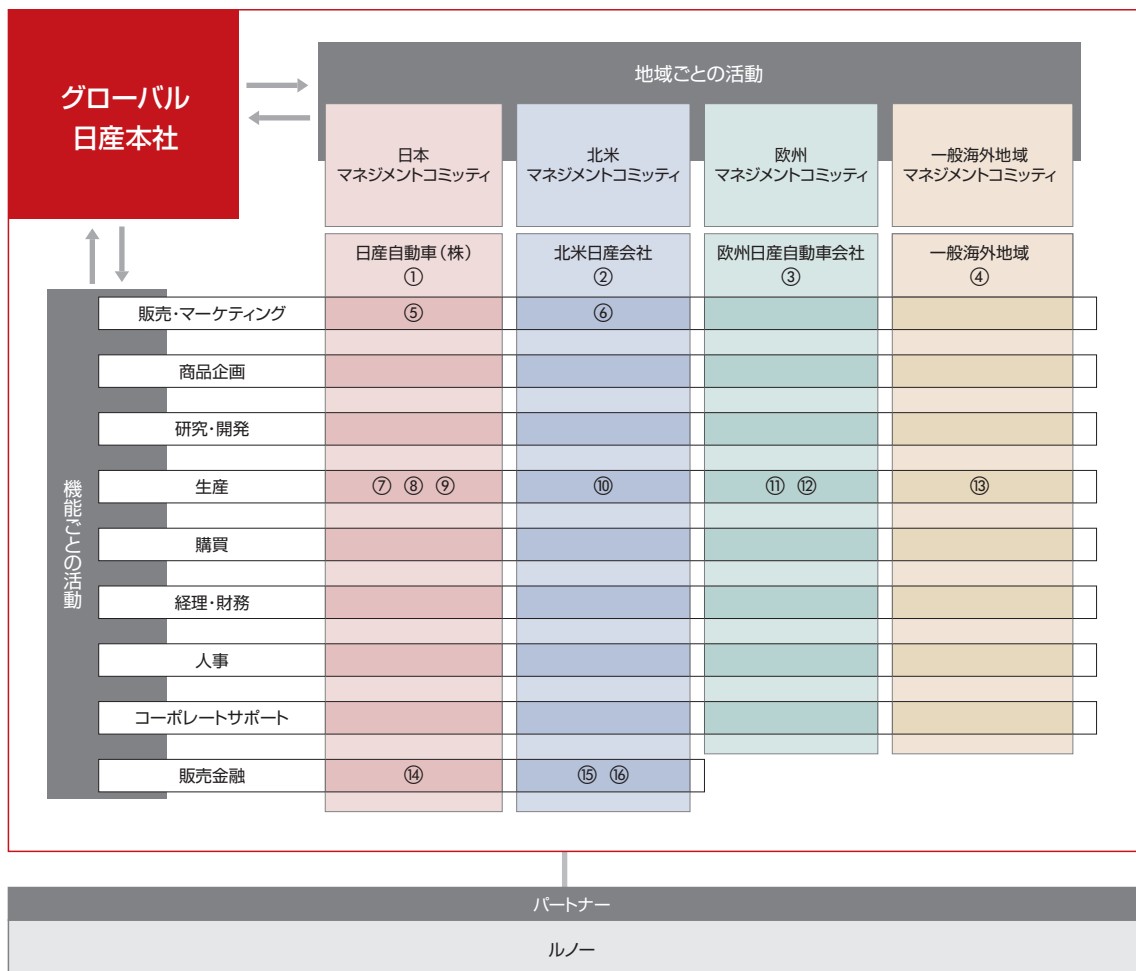 グローバル
日産本社
地域ごとの活動
日本
マネジメントコミッティ
北米
マネジメントコミッティ
欧州
マネジメントコミッティ
一般海外地域
マネジメントコミッティ
日産自動車（株）
①
北米日産会社
②
欧州日産自動車会社
③
一般海外地域
④
機能ごとの活動
販売・マーケティング ⑤ ⑥
商品企画
研究・開発
生産 ⑦ ⑧ ⑨ ⑩ ⑪ ⑫ ⑬
購買
経理・財務
人事
コーポレートサポート
販売金融 ⑭ ⑮ ⑯
パートナー
ルノー